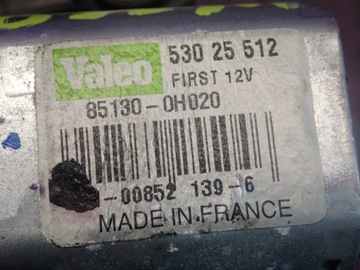 Valeo
530 25 512
FIRST 12V
85130-0H020
-00852 139-6
MADE IN FRANCE